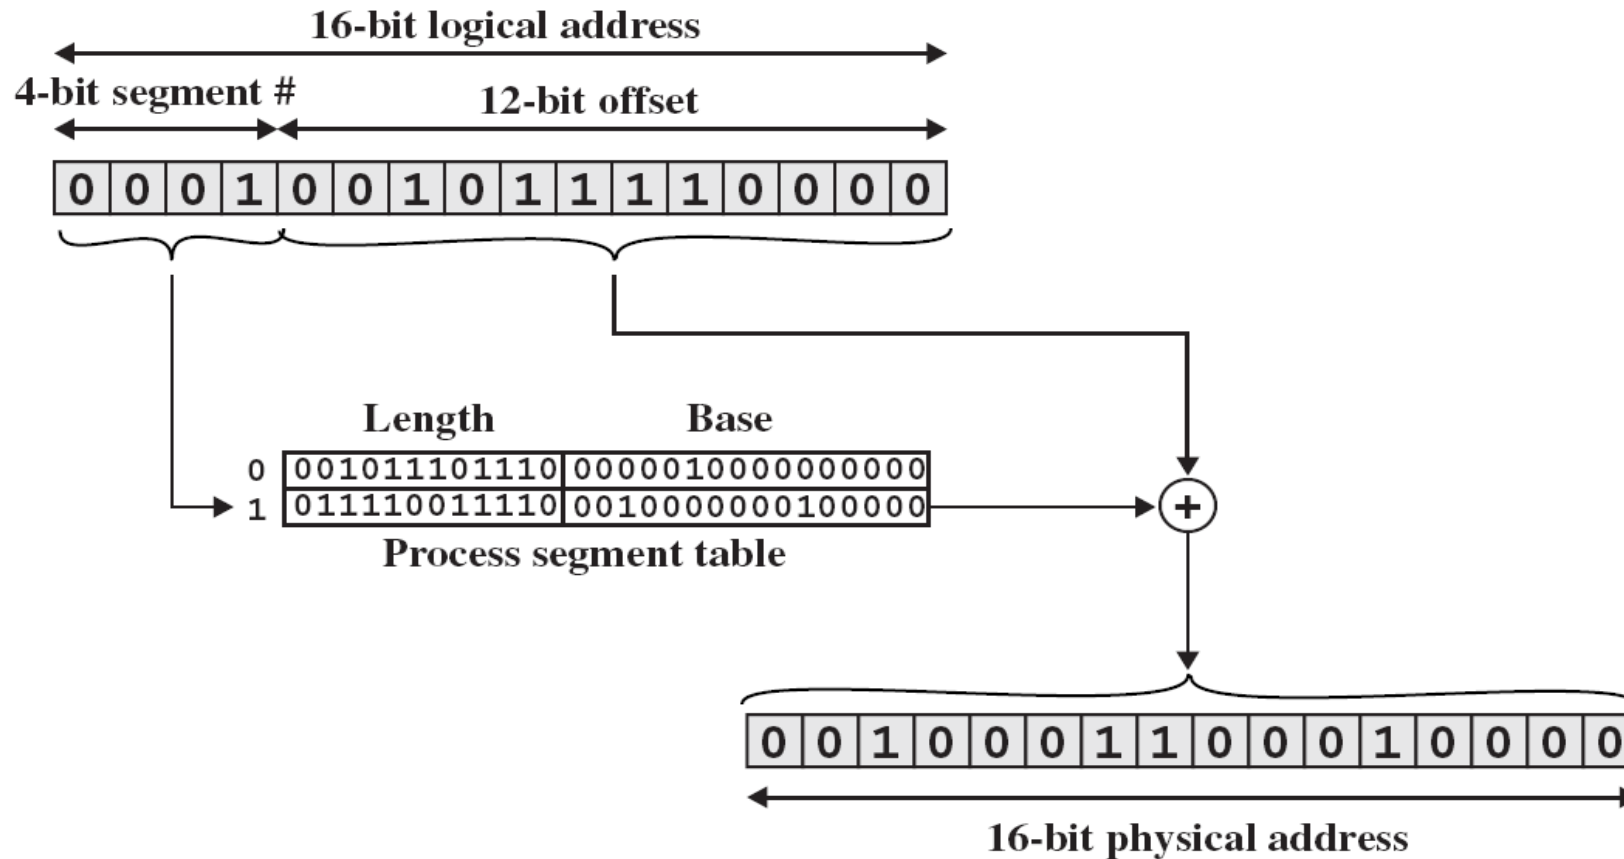 16-bit logical address
4-bit segment # 12-bit offset
0 0 0 1 0 0 1 0 1 1 1 1 0 0 0 0
Length Base
0 001011101110 0000010000000000
1 011110011110 0010000000100000
+
Process segment table
0 0 1 0 0 0 1 1 0 0 0 1 0 0 0 0
16-bit physical address